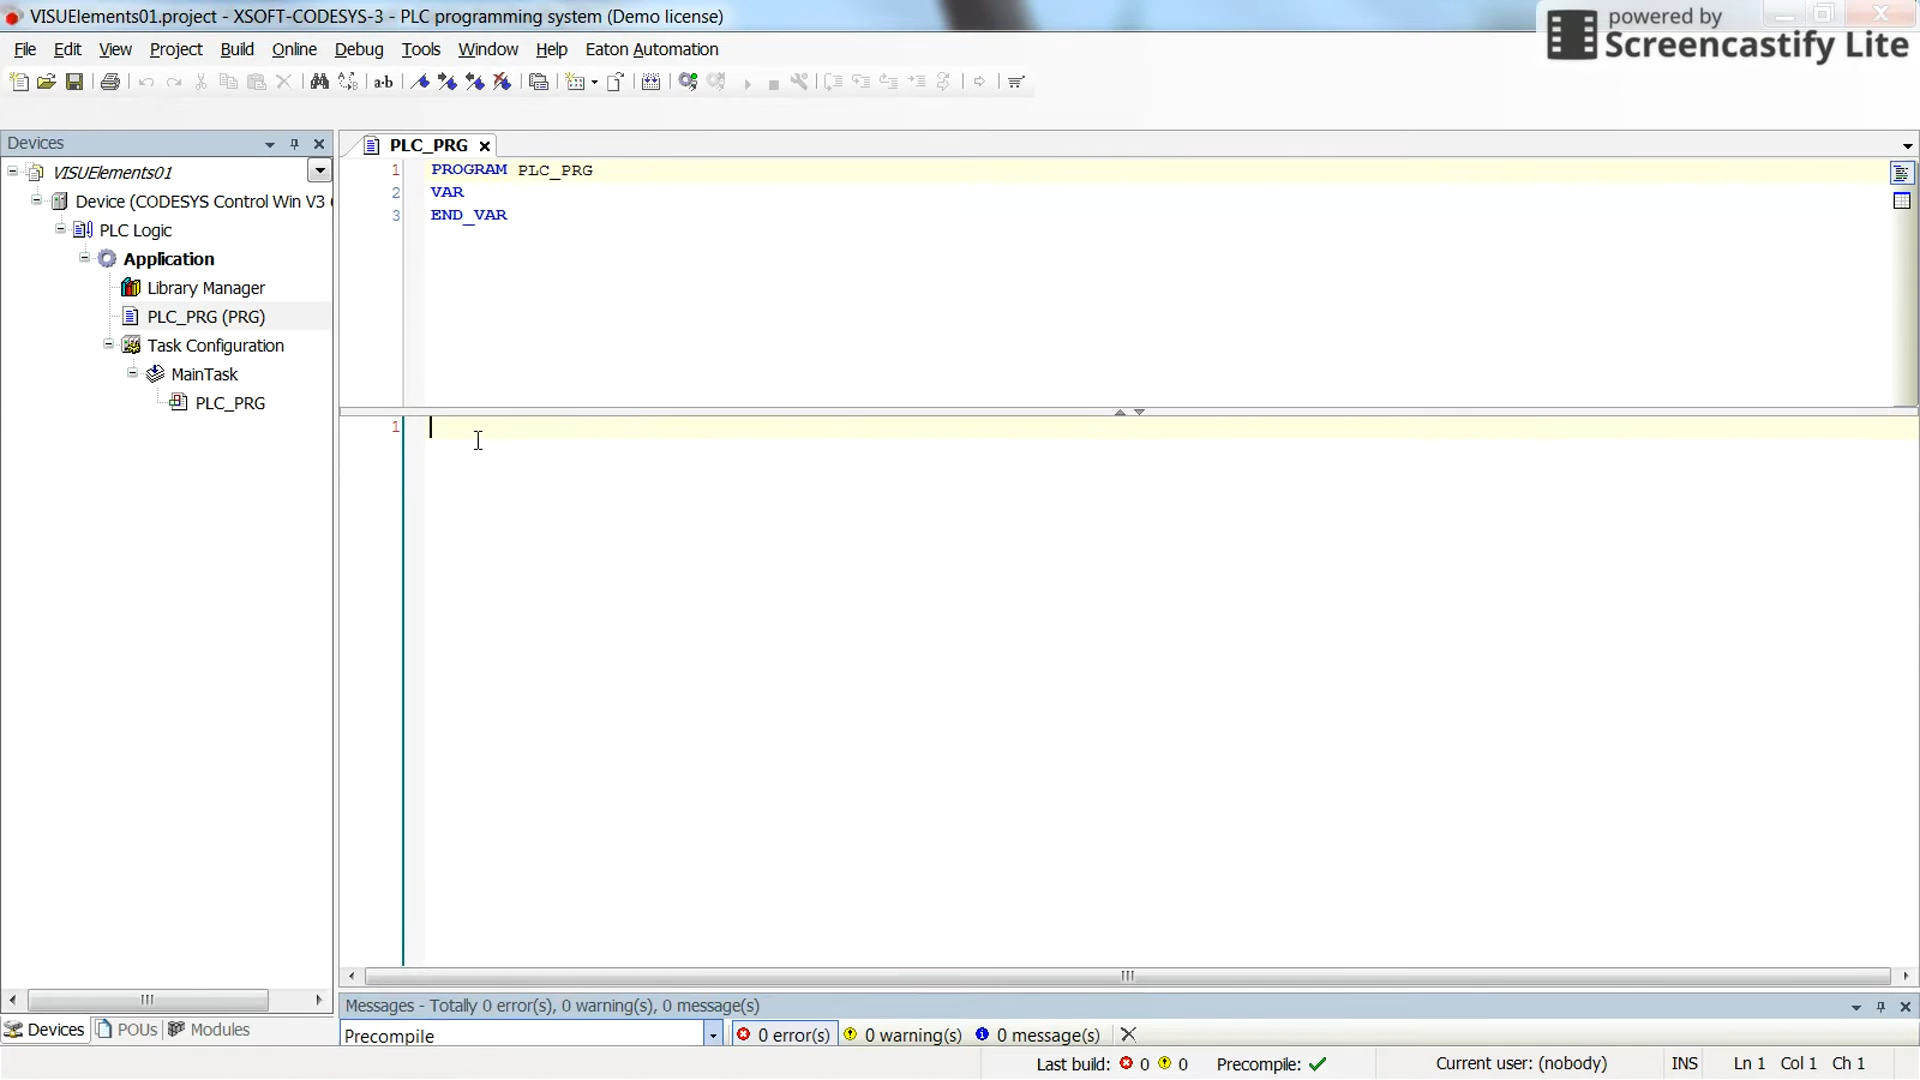 VISUElements01.project - XSOFT-CODESYS-3 - PLC programming system (Demo license)
powered by
Screencastify Lite
File Edit View Project Build Online Debug Tools Window Help Eaton Automation
a·b
Devices
PLC_PRG
VISUElements01
Device (CODESYS Control Win V3
PLC Logic
Application
Library Manager
PLC_PRG (PRG)
Task Configuration
MainTask
PLC_PRG
1 PROGRAM PLC_PRG
2 VAR
3 END_VAR
1
Devices POUs Modules
Messages - Totally 0 error(s), 0 warning(s), 0 message(s)
Precompile 0 error(s) 0 warning(s) 0 message(s)
Last build: 0 0 Precompile: Current user: (nobody) INS Ln 1 Col 1 Ch 1